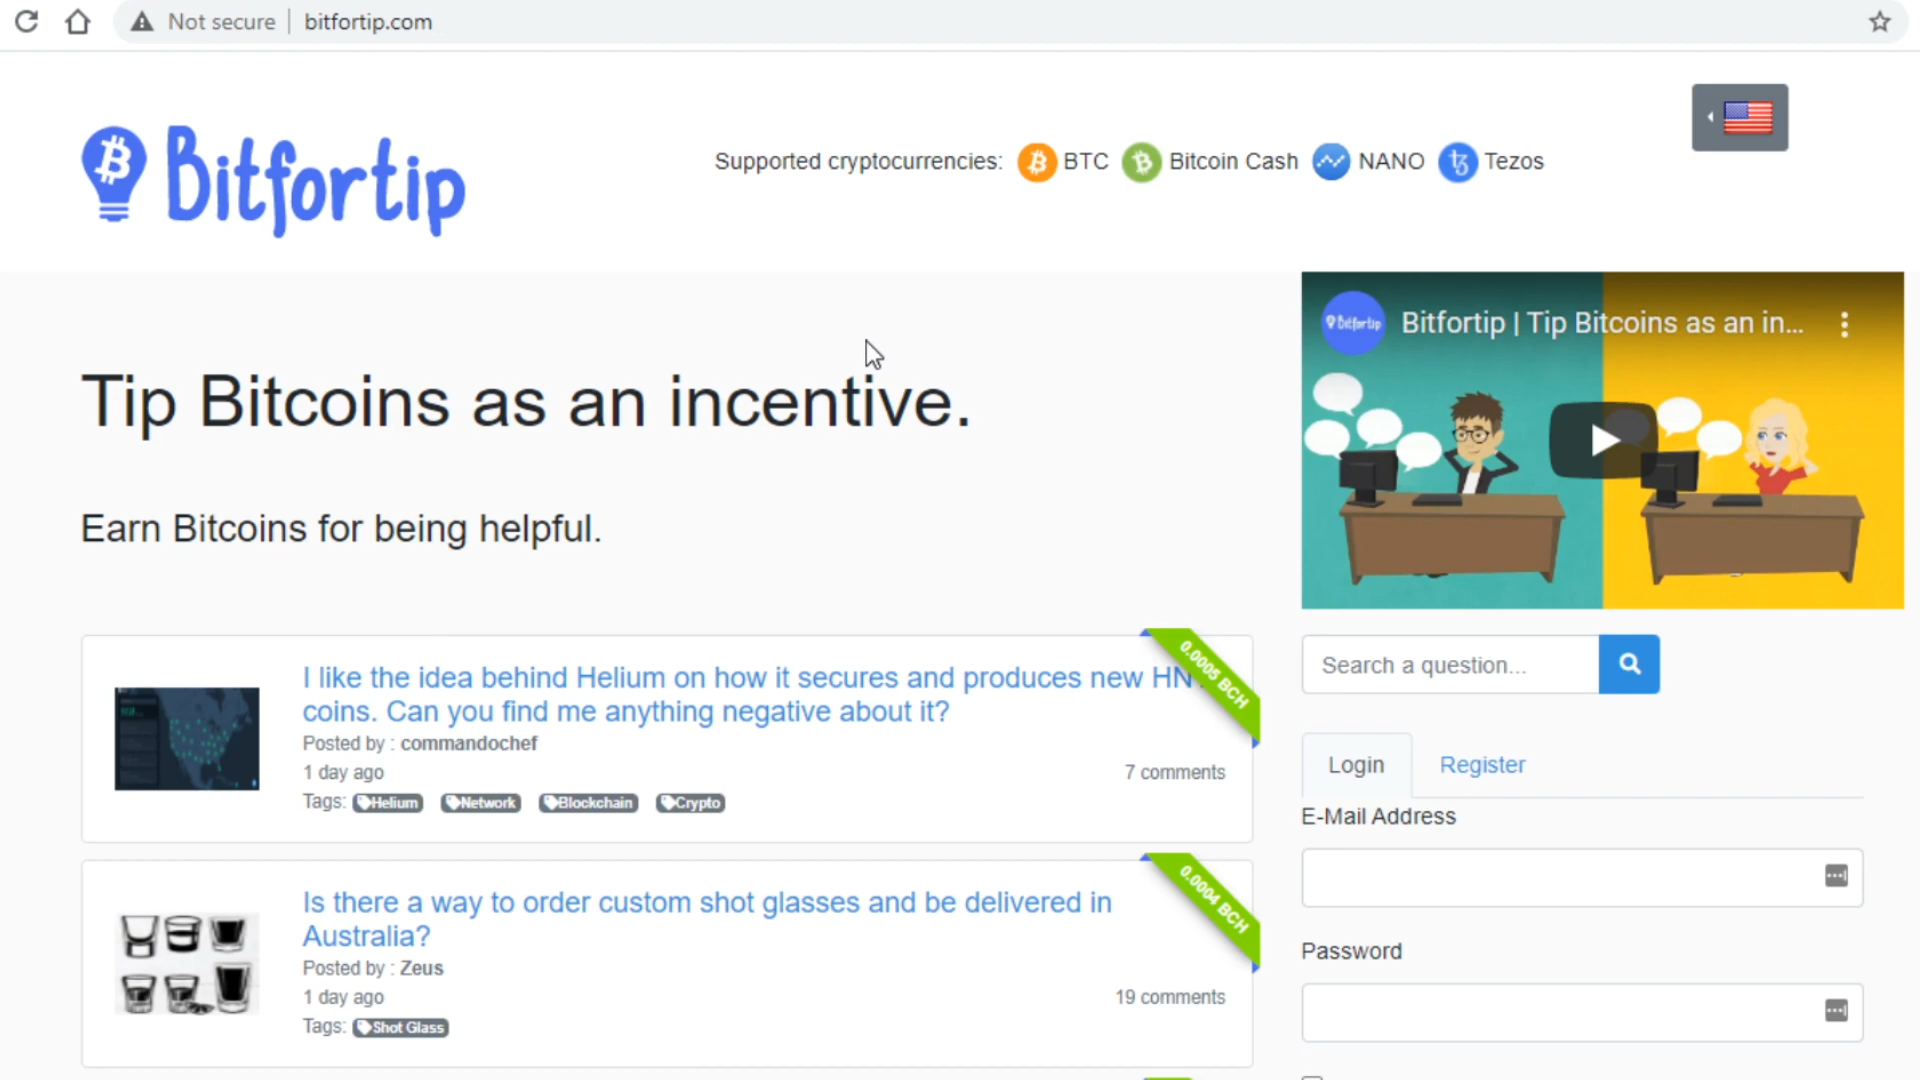 Not secure
bitfortip.com
Bitfortip
Supported cryptocurrencies: BTC Bitcoin Cash NANO Tezos
Bitfortip
Bitfortip | Tip Bitcoins as an in...
Tip Bitcoins as an incentive.
Earn Bitcoins for being helpful.
0.0005 BCH
I like the idea behind Helium on how it secures and produces new HN
coins. Can you find me anything negative about it?
Posted by : commandochef
1 day ago
7 comments
Tags: Helium Network Blockchain Crypto
0.0004 BCH
Is there a way to order custom shot glasses and be delivered in
Australia?
Posted by : Zeus
1 day ago
19 comments
Tags: Shot Glass
Search a question...
Login
Register
E-Mail Address
Password